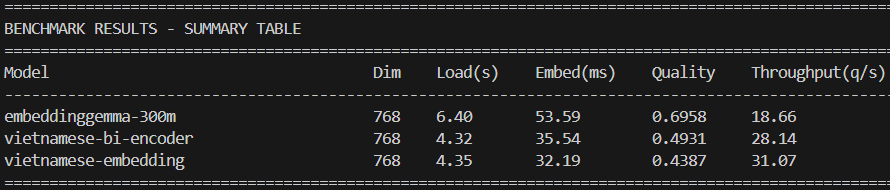 BENCHMARK RESULTS - SUMMARY TABLE
Model Dim Load(s) Embed(ms) Quality Throughput(q/s)
embeddinggemma-300m 768 6.40 53.59 0.6958 18.66
vietnamese-bi-encoder 768 4.32 35.54 0.4931 28.14
vietnamese-embedding 768 4.35 32.19 0.4387 31.07